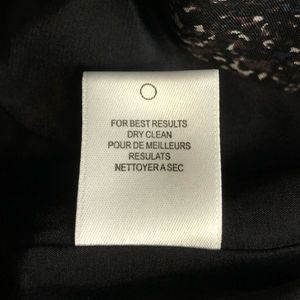 FOR BEST RESULTS
DRY CLEAN
POUR DE MEILLEURS
RESULATS
NETTOYER A SEC